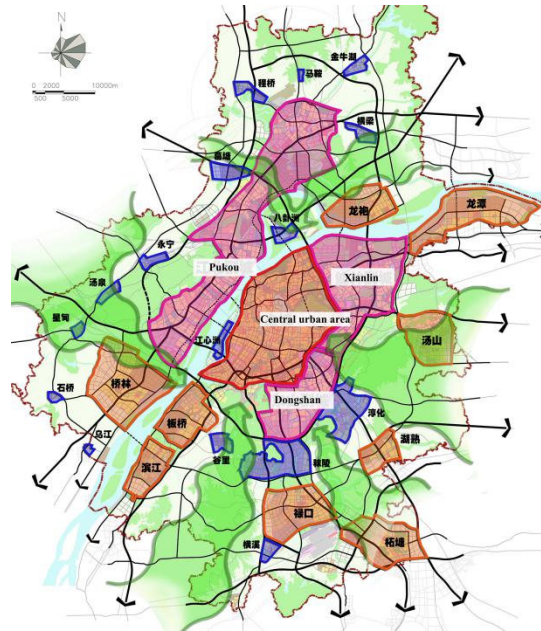 金牛湖
马鞍
程桥
横梁
葛塘
龙袍
龙潭
八卦洲
永宁
Pukou
Xianlin
汤泉
星甸
Central urban area
江心洲
汤山
桥林
石桥
Dongshan
板桥
淳化
乌江
谷里
秣陵
湖熟
滨江
禄口
横溪
柘塘
0 2000 10000m
500 5000